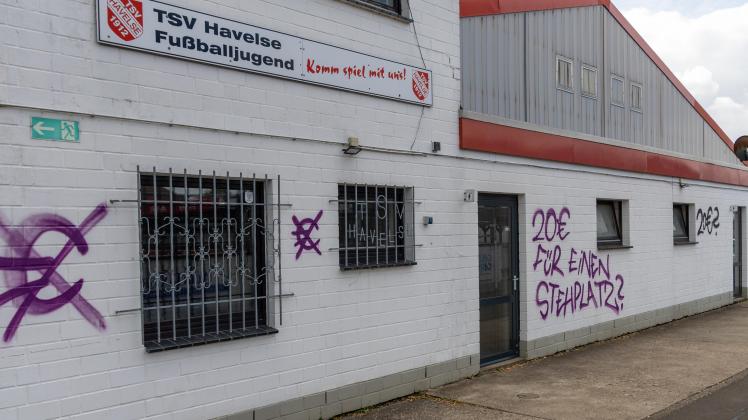 TSV HAVELSE 1912
TSV Havelse
Fußballjugend
Komm spiel mit uns!
TSV
HAVELSE
20€
FÜR EINEN
STEHPLATZ?
20€?